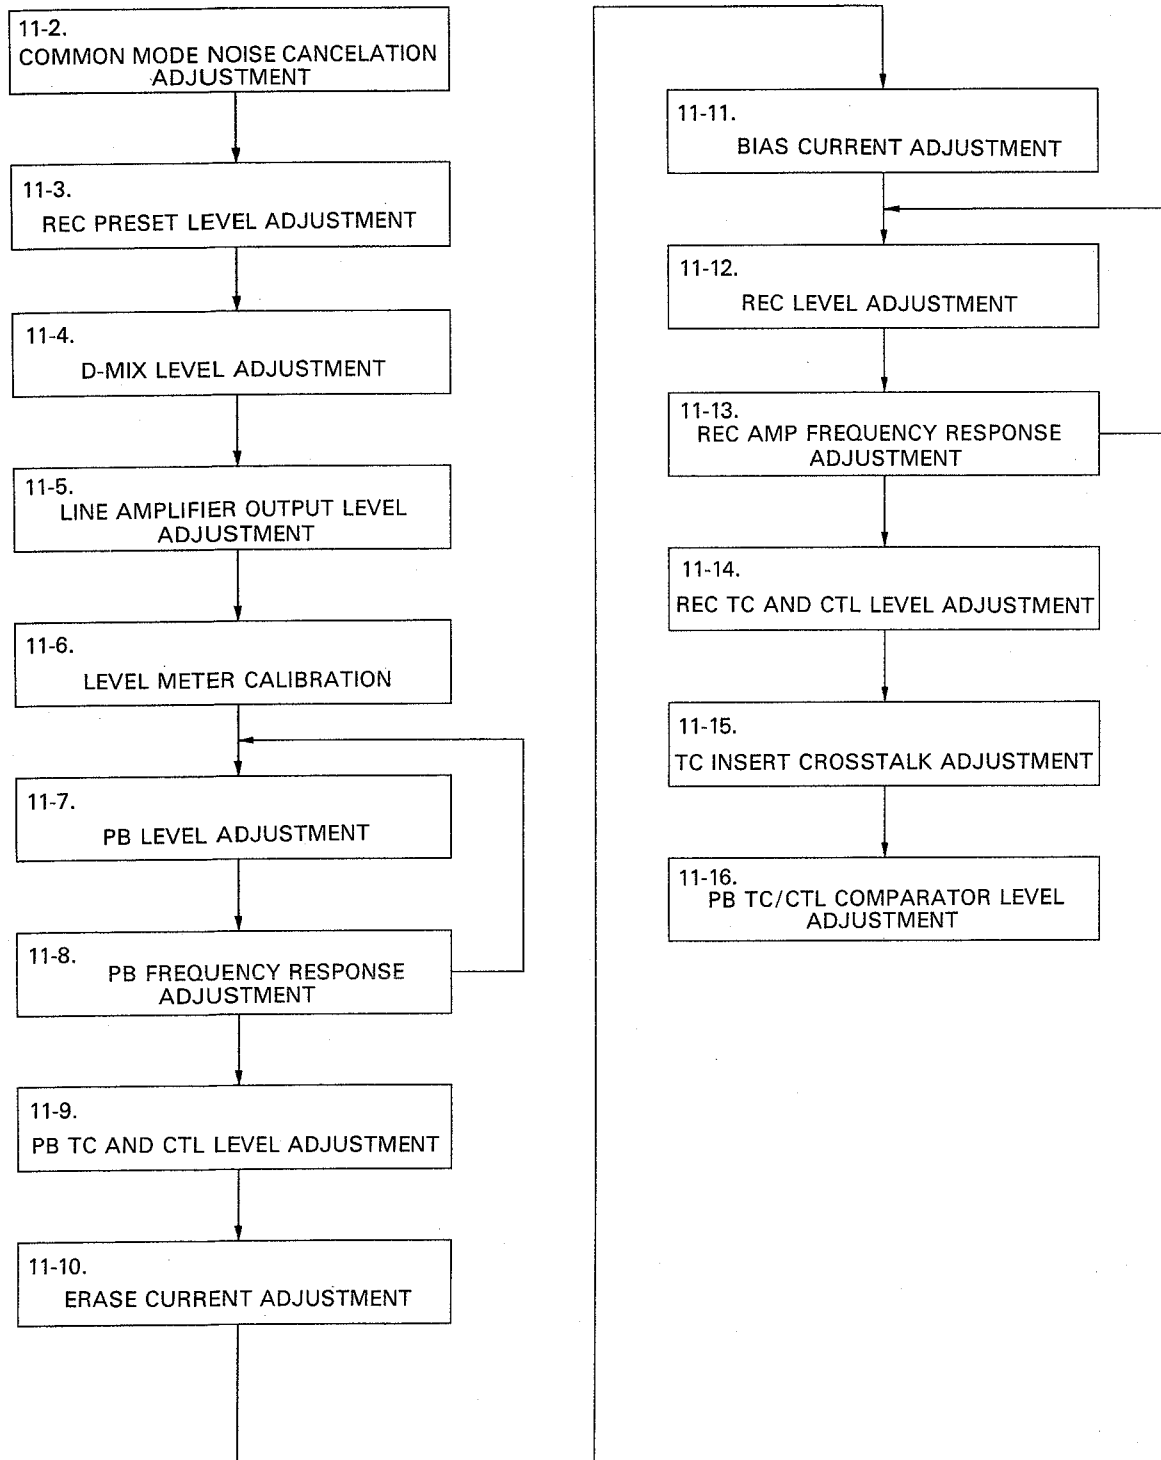 11-2.
COMMON MODE NOISE CANCELATION
ADJUSTMENT
11-3.
REC PRESET LEVEL ADJUSTMENT
11-4.
D-MIX LEVEL ADJUSTMENT
11-5.
LINE AMPLIFIER OUTPUT LEVEL
ADJUSTMENT
11-6.
LEVEL METER CALIBRATION
11-7.
PB LEVEL ADJUSTMENT
11-8.
PB FREQUENCY RESPONSE
ADJUSTMENT
11-9.
PB TC AND CTL LEVEL ADJUSTMENT
11-10.
ERASE CURRENT ADJUSTMENT
11-11.
BIAS CURRENT ADJUSTMENT
11-12.
REC LEVEL ADJUSTMENT
11-13.
REC AMP FREQUENCY RESPONSE
ADJUSTMENT
11-14.
REC TC AND CTL LEVEL ADJUSTMENT
11-15.
TC INSERT CROSSTALK ADJUSTMENT
11-16.
PB TC/CTL COMPARATOR LEVEL
ADJUSTMENT